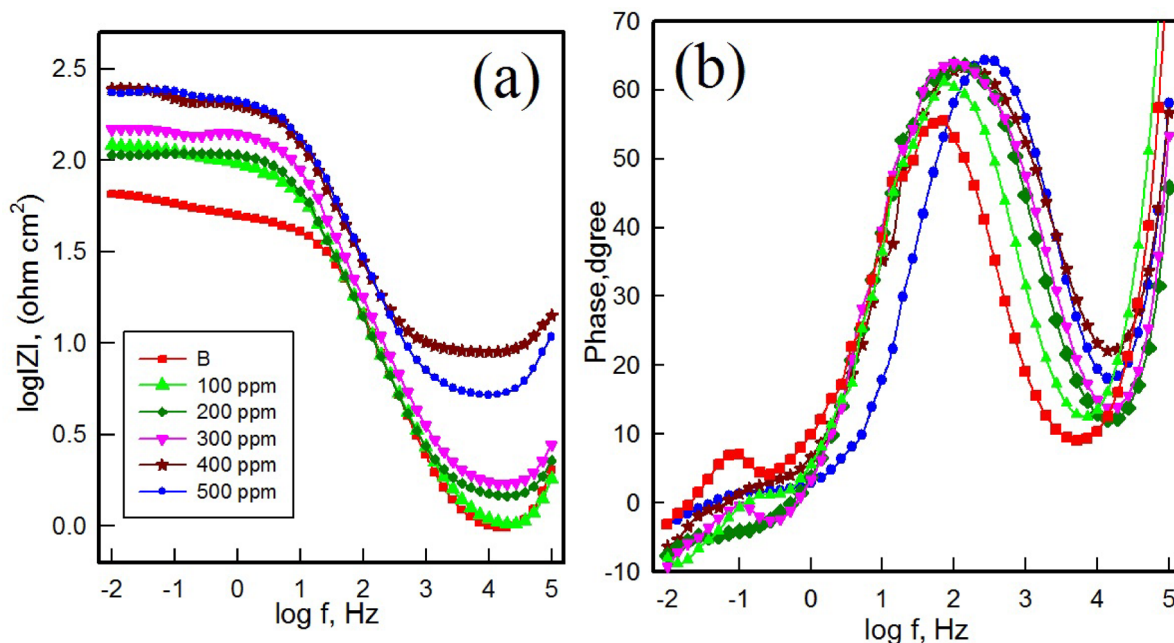 (a)
log|Z|, (ohm cm²)
2.5
2.0
1.5
1.0
0.5
0.0
B
100 ppm
200 ppm
300 ppm
400 ppm
500 ppm
-2 -1 0 1 2 3 4 5
log f, Hz
(b)
Phase,dgree
70
60
50
40
30
20
10
0
-10
-2 -1 0 1 2 3 4 5
log f, Hz